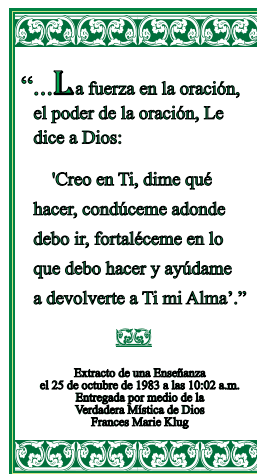 “…La fuerza en la oración,
el poder de la oración, Le
dice a Dios:
'Creo en Ti, dime qué
hacer, condúceme adonde
debo ir, fortaléceme en lo
que debo hacer y ayúdame
a devolverte a Ti mi Alma’.”
Extracto de una Enseñanza
el 25 de octubre de 1983 a las 10:02 a.m.
Entregada por medio de la
Verdadera Mística de Dios
Frances Marie Klug